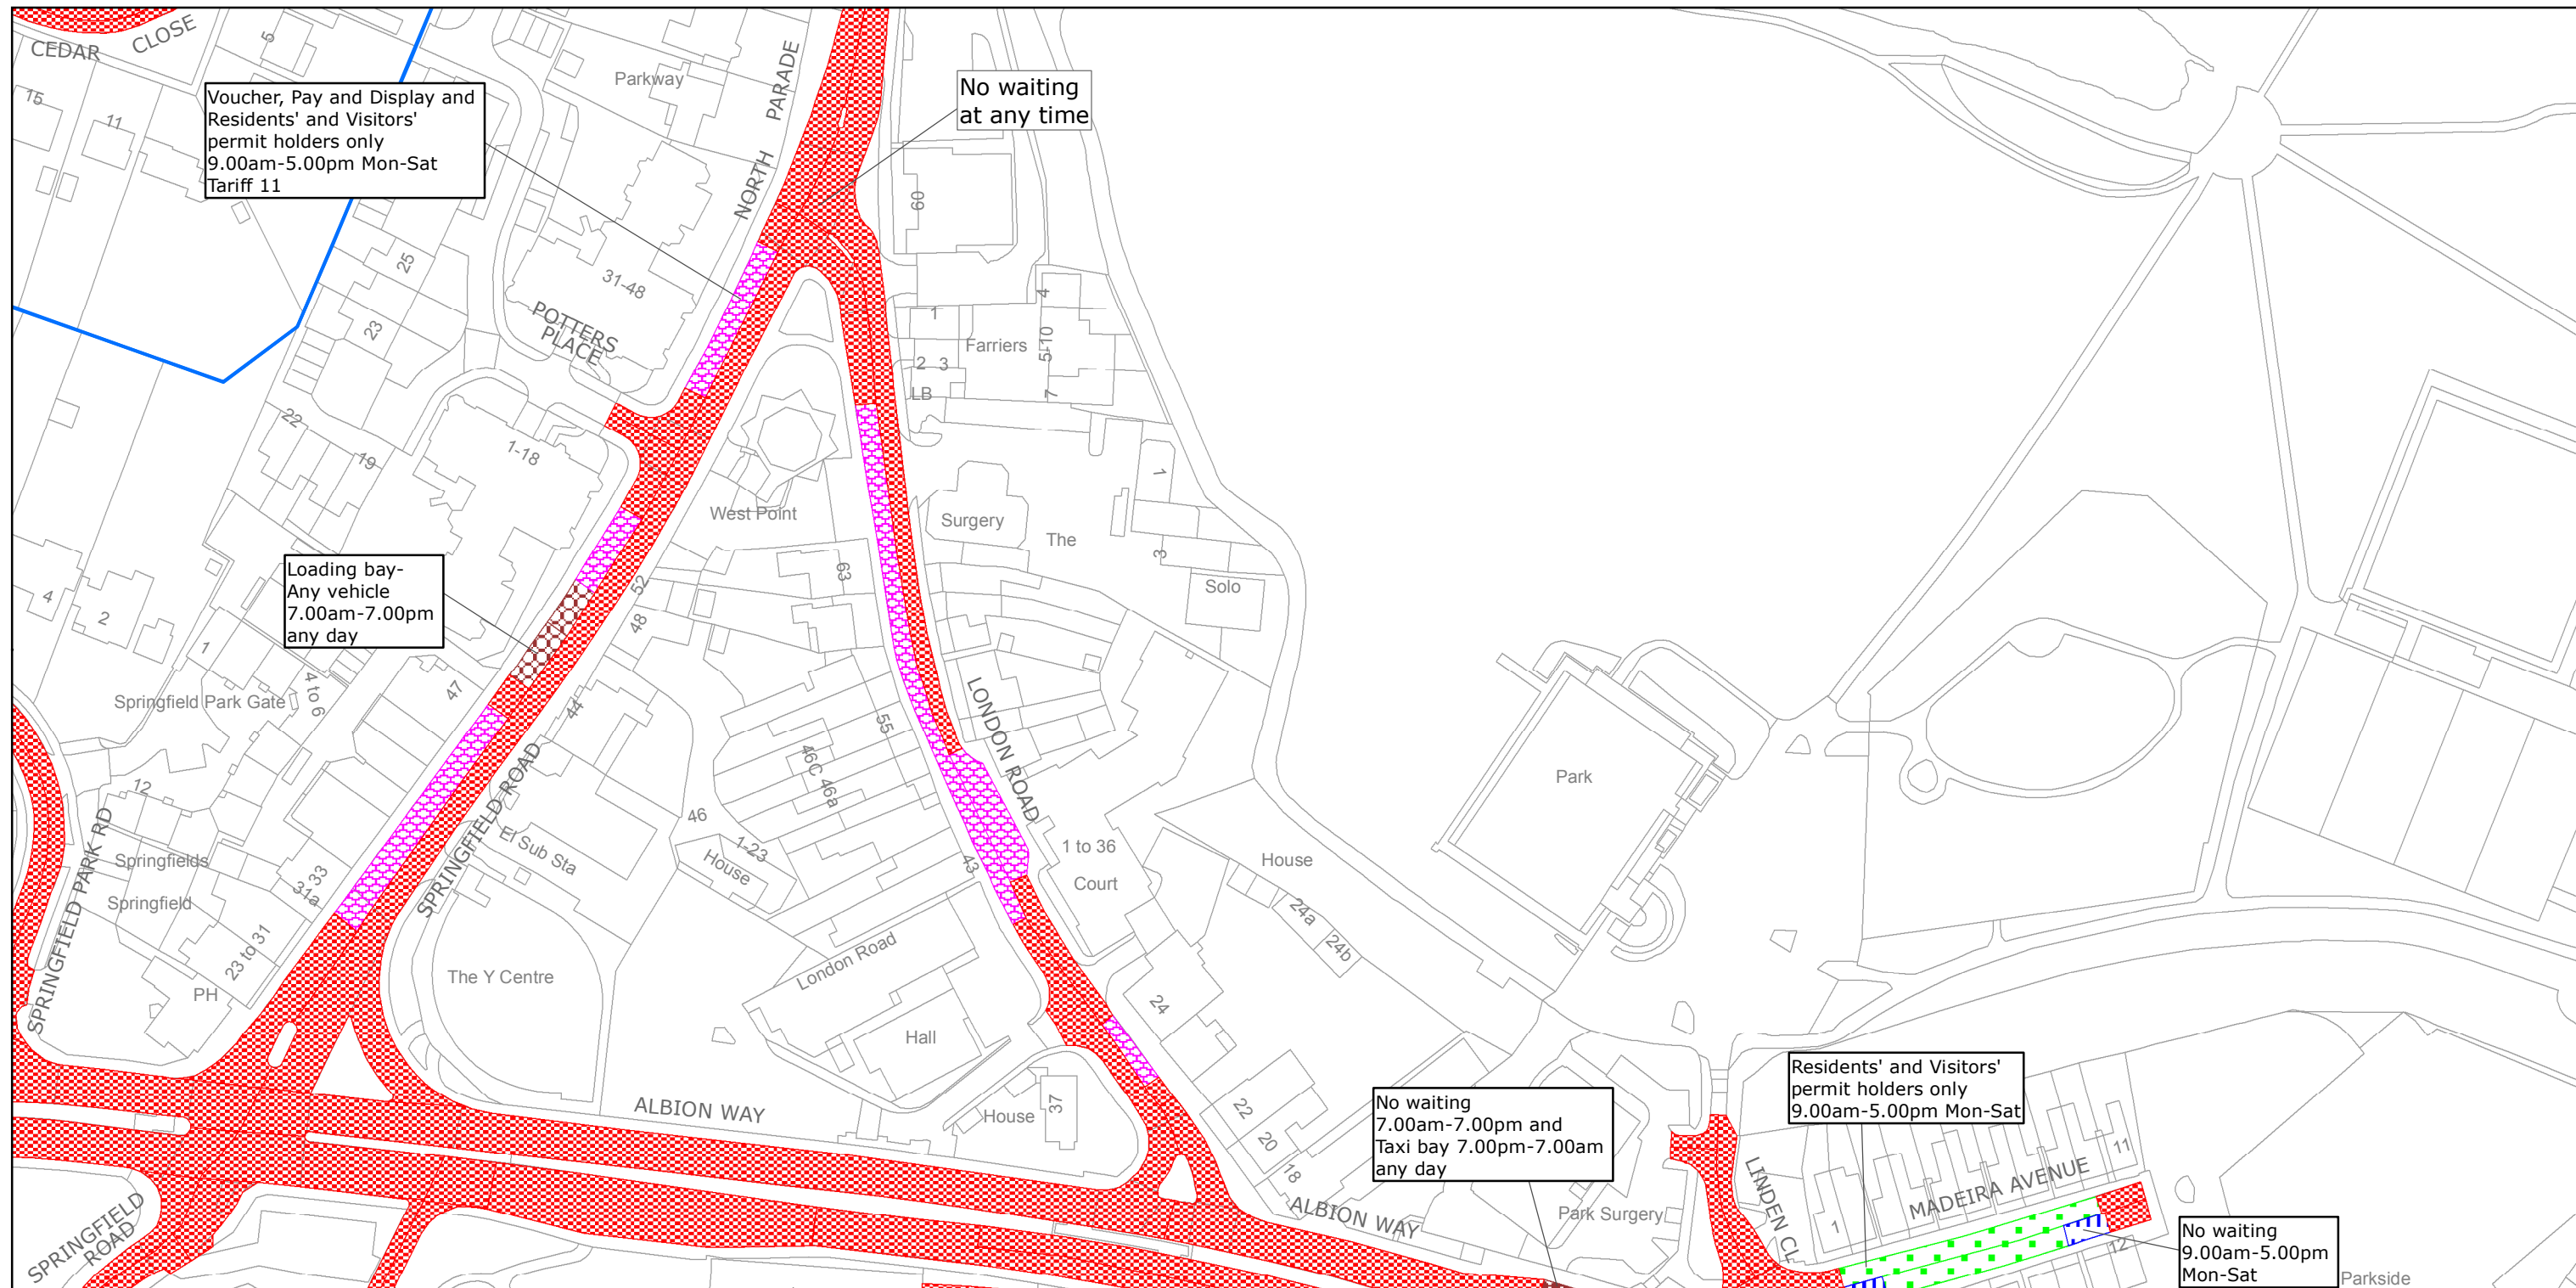 CEDAR CLOSE
5
15
11
Voucher, Pay and Display and
Residents' and Visitors'
permit holders only
9.00am-5.00pm Mon-Sat
Tariff 11
Parkway
NORTH PARADE
No waiting
at any time
60
25
31-48
POTTERS
PLACE
23
1
4
Farriers
5-10
2
3
LB
7
22
19
1-18
West Point
Surgery
The
1
3
Solo
63
52
48
Loading bay-
Any vehicle
7.00am-7.00pm
any day
4
2
1
Springfield Park Gate
4 to 6
47
44
55
46C 46a
LONDON ROAD
SPRINGFIELD ROAD
12
Springfields
Springfield
SPRINGFIELD PARK RD
33
31a
23 to 31
PH
El Sub Sta
46
1-23
House
43
1 to 36
Court
House
24a
24b
Park
The Y Centre
London Road
Hall
24
House
37
ALBION WAY
22
20
18
No waiting
7.00am-7.00pm and
Taxi bay 7.00pm-7.00am
any day
Residents' and Visitors'
permit holders only
9.00am-5.00pm Mon-Sat
11
MADEIRA AVENUE
LINDEN CL
1
12
ALBION WAY
Park Surgery
SPRINGFIELD
ROAD
No waiting
9.00am-5.00pm
Mon-Sat
Parkside